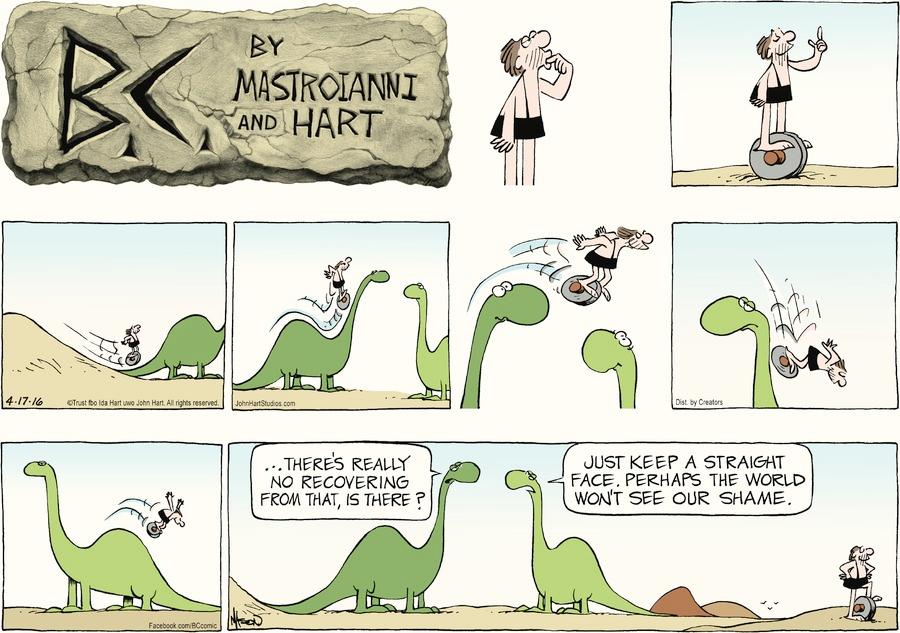 B.C.
BY
MASTROIANNI
AND HART
4-17-16
©Trust fbo Ida Hart uwo John Hart. All rights reserved.
JohnHartStudios.com
Dist. by Creators
Facebook.com/BCcomic
...THERE'S REALLY
NO RECOVERING
FROM THAT, IS THERE?
JUST KEEP A STRAIGHT
FACE. PERHAPS THE WORLD
WON'T SEE OUR SHAME.